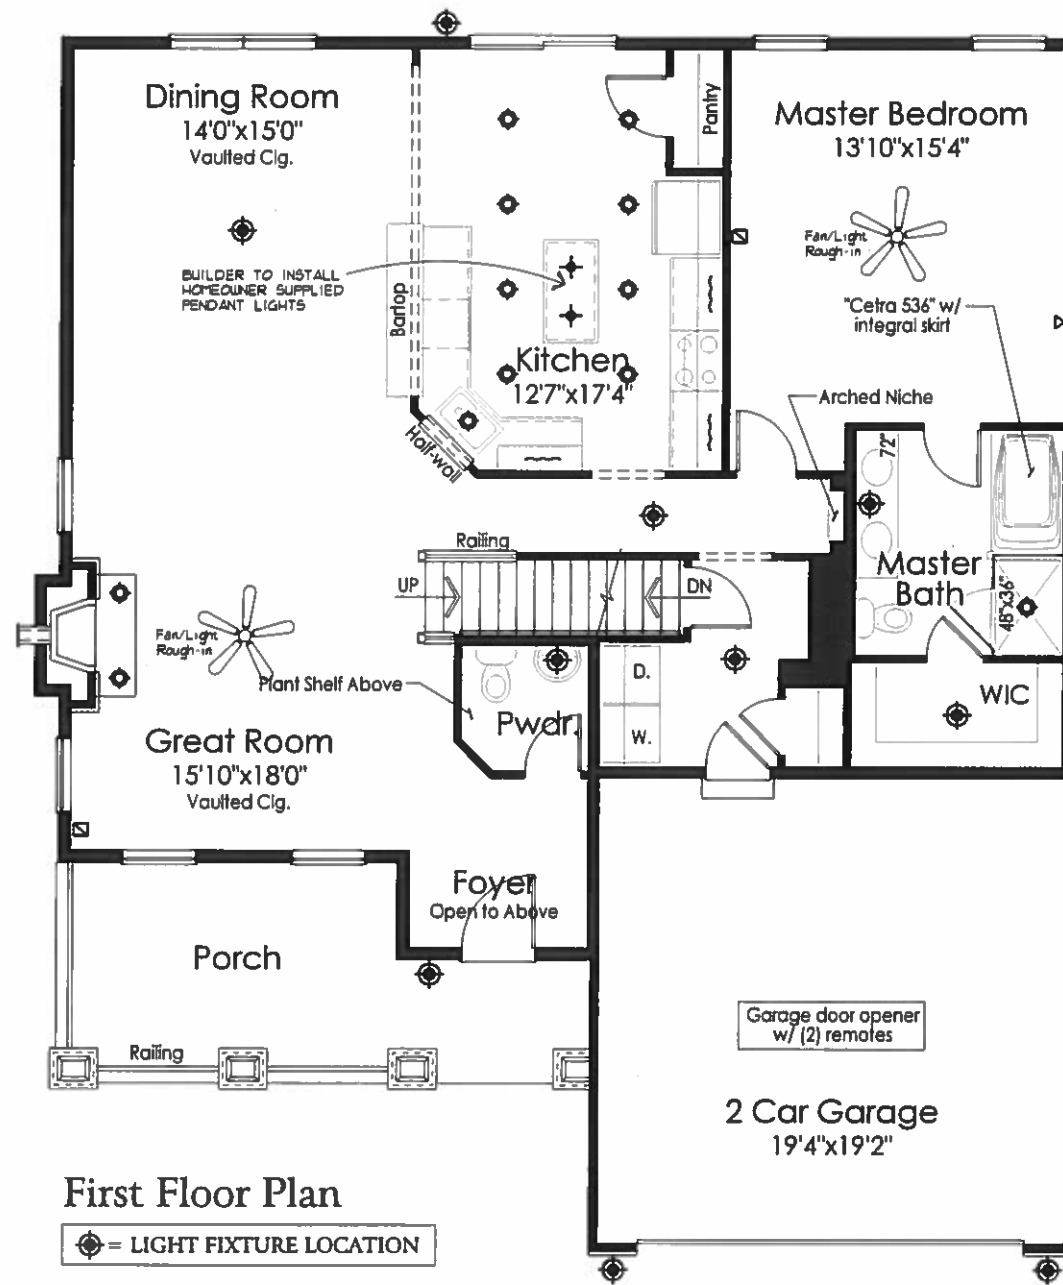 Dining Room
14'0"x15'0"
Vaulted Clg.
BUILDER TO INSTALL
HOMEOWNER SUPPLIED
PENDANT LIGHTS
Bartop
Pantry
Kitchen
12'7"x17'4"
Half-wall
Master Bedroom
13'10"x15'4"
Fan/Light
Rough-in
"Cetra 536" w/
integral skirt
Arched Niche
72"
Master
Bath
48"x36"
WIC
Railing
UP
DN
Fan/Light
Rough-in
Plant Shelf Above
Pwdr.
D.
W.
Great Room
15'10"x18'0"
Vaulted Clg.
Foyer
Open to Above
Porch
Railing
Garage door opener
w/ (2) remotes
2 Car Garage
19'4"x19'2"
First Floor Plan
= LIGHT FIXTURE LOCATION